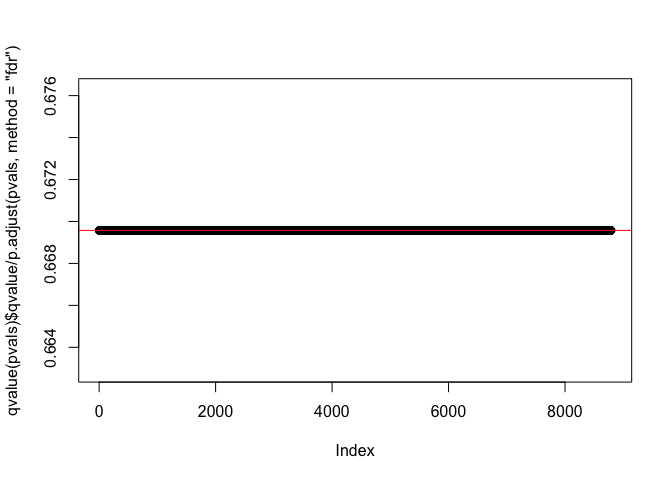 qvalue(pvals)$qvalue/p.adjust(pvals, method = "fdr")
0.676
0.672
0.668
0.664
0 2000 4000 6000 8000
Index